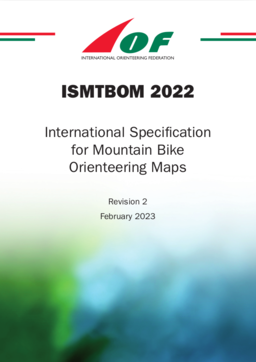 IOF
INTERNATIONAL ORIENTEERING FEDERATION
ISMTBOM 2022
International Specification
for Mountain Bike
Orienteering Maps
Revision 2
February 2023